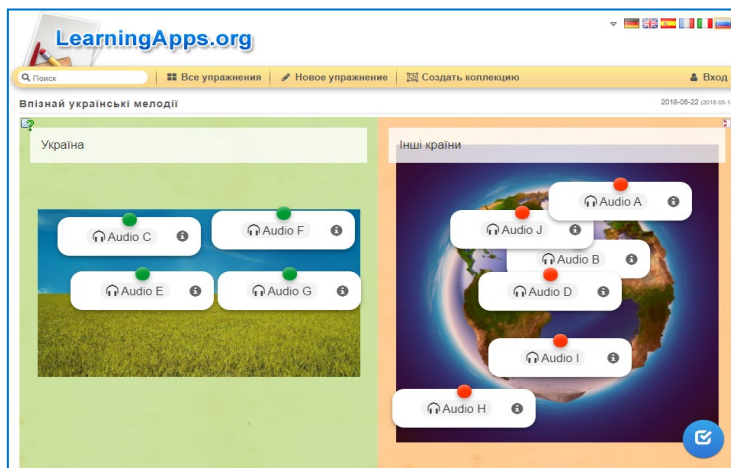 LearningApps.org
Поиск
Все упражнения
Новое упражнение
Создать коллекцию
Вход
Впізнай українські мелодії
2018-05-22
Україна
Інші країни
Audio C
Audio F
Audio E
Audio G
Audio A
Audio J
Audio B
Audio D
Audio I
Audio H